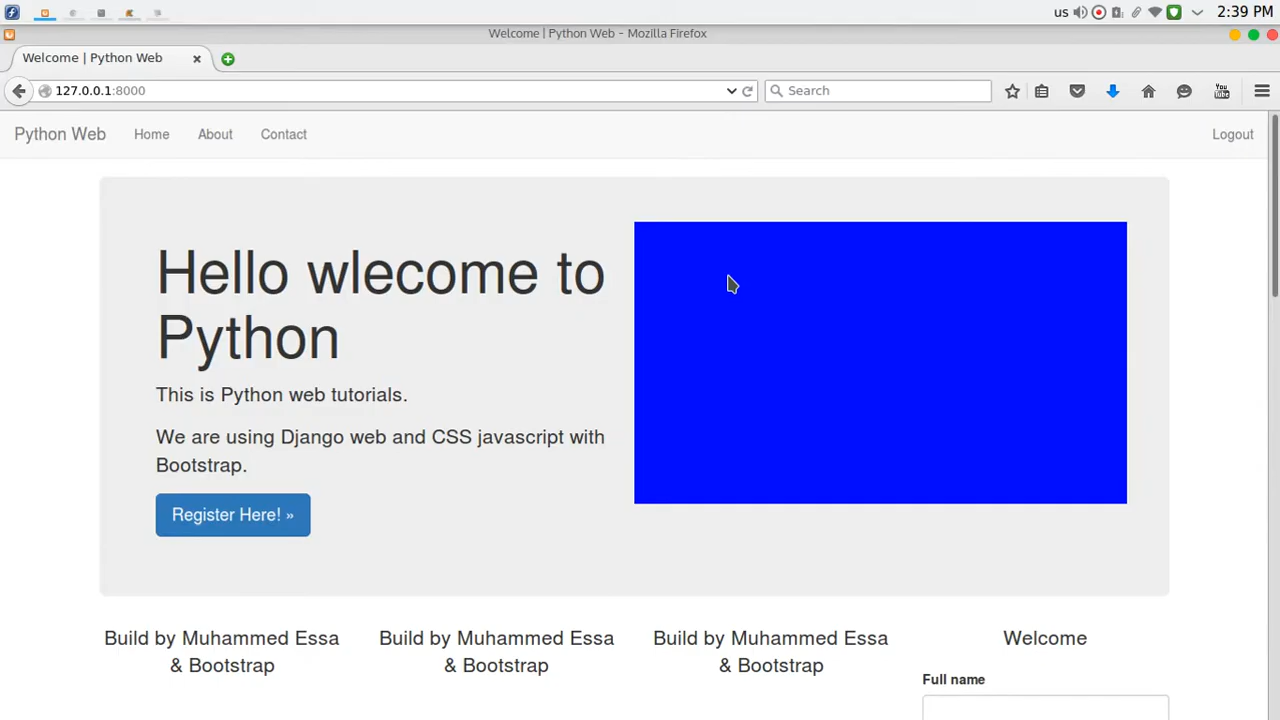 us 2:39 PM
Welcome | Python Web - Mozilla Firefox
Welcome | Python Web
127.0.0.1:8000
Search
You
Tube
Python Web Home About Contact Logout
Hello wlecome to
Python
This is Python web tutorials.
We are using Django web and CSS javascript with
Bootstrap.
Register Here! »
Build by Muhammed Essa
& Bootstrap
Build by Muhammed Essa
& Bootstrap
Build by Muhammed Essa
& Bootstrap
Welcome
Full name